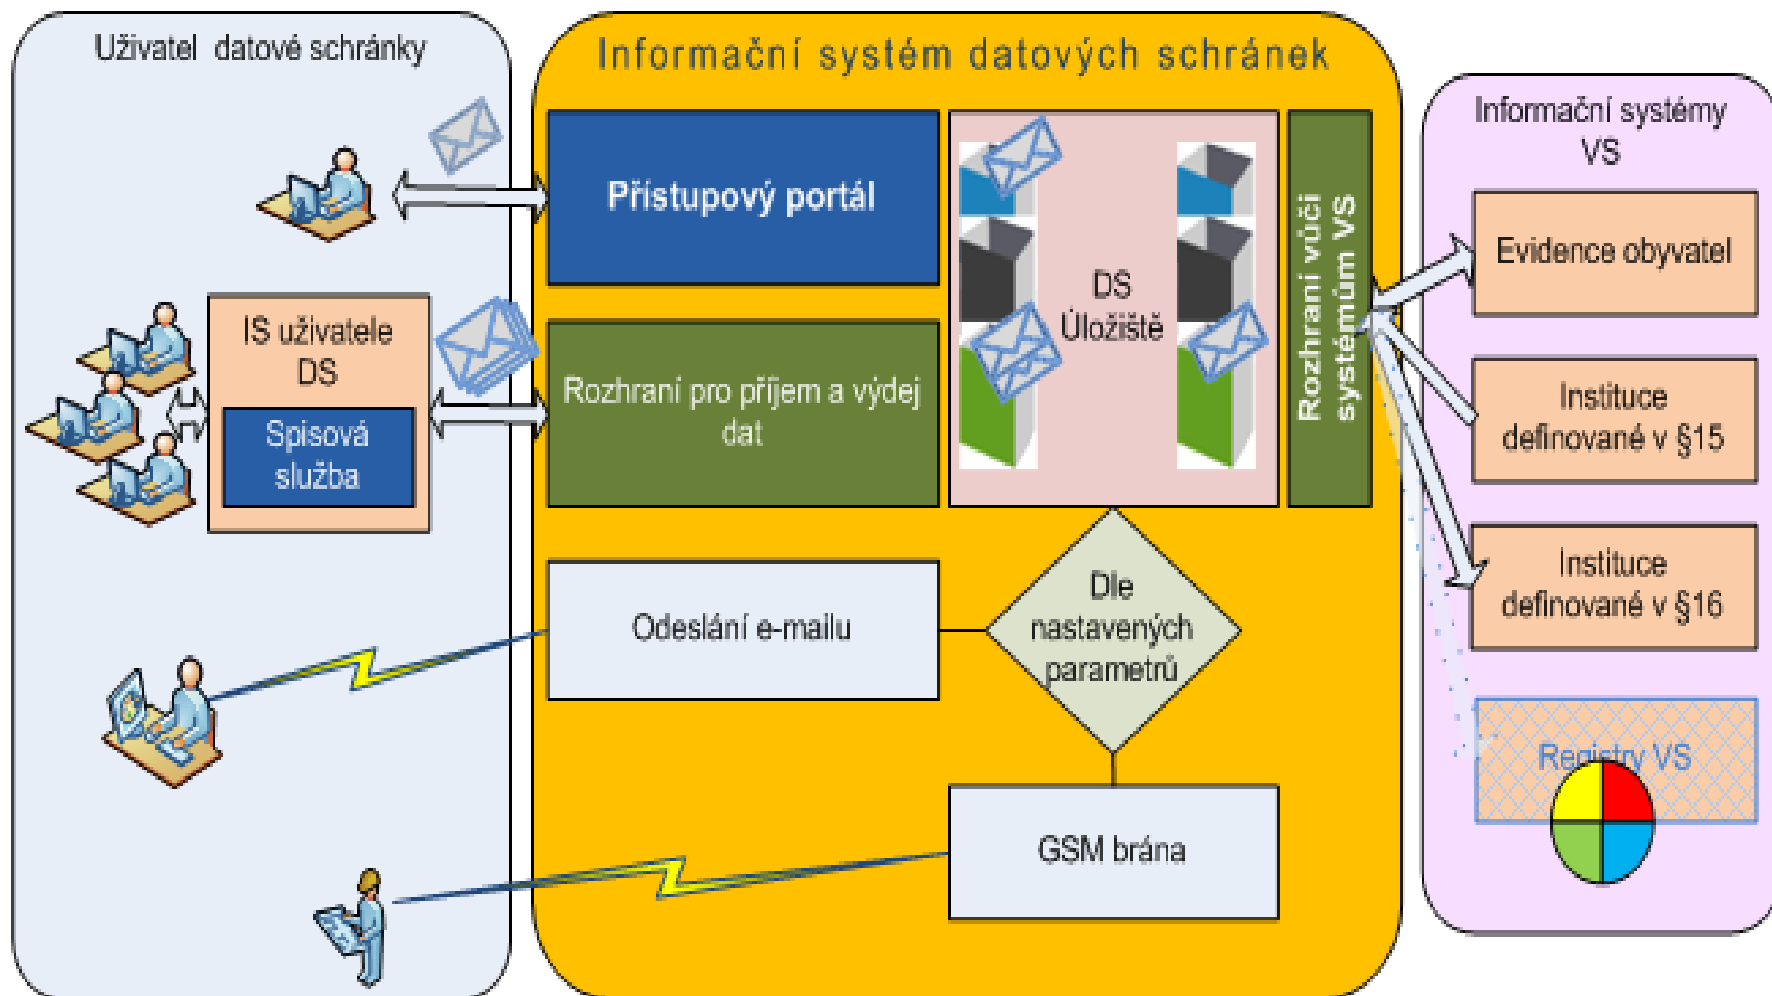 Uživatel datové schránky
Informační systém datových schránek
Informační systémy
VS
Přístupový portál
DS
Úložiště
Rozhraní vůči
systémům VS
Evidence obyvatel
IS uživatele
DS
Spisová
služba
Rozhraní pro příjem a výdej
dat
Instituce
definované v §15
Instituce
definované v §16
Odeslání e-mailu
Dle
nastavených
parametrů
Registry VS
GSM brána